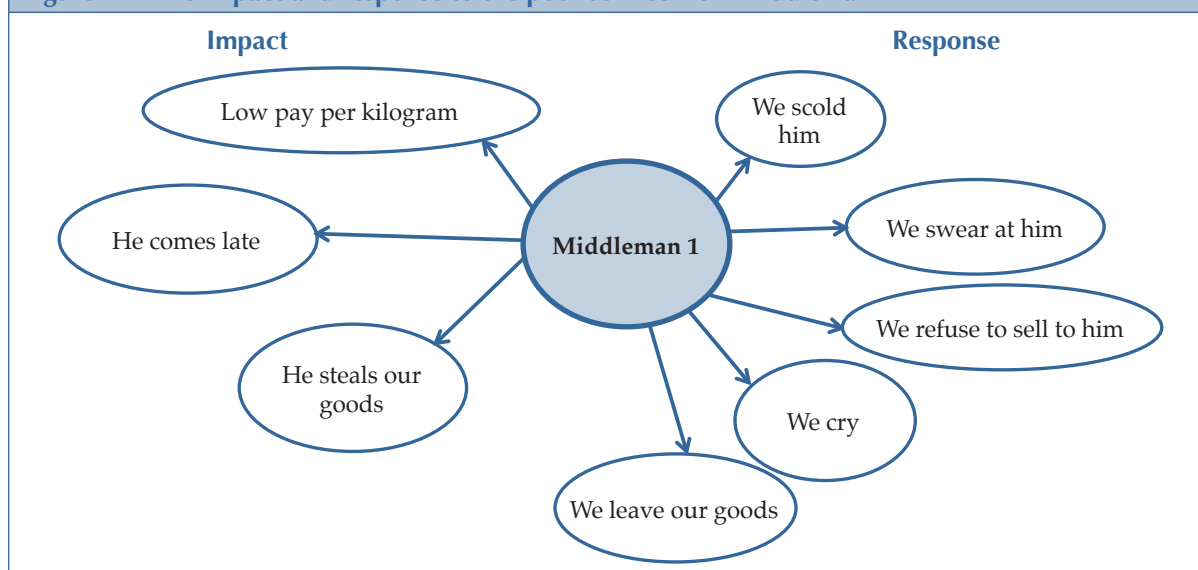 Impact
Response
Low pay per kilogram
We scold
him
He comes late
Middleman 1
We swear at him
We refuse to sell to him
He steals our
goods
We cry
We leave our goods